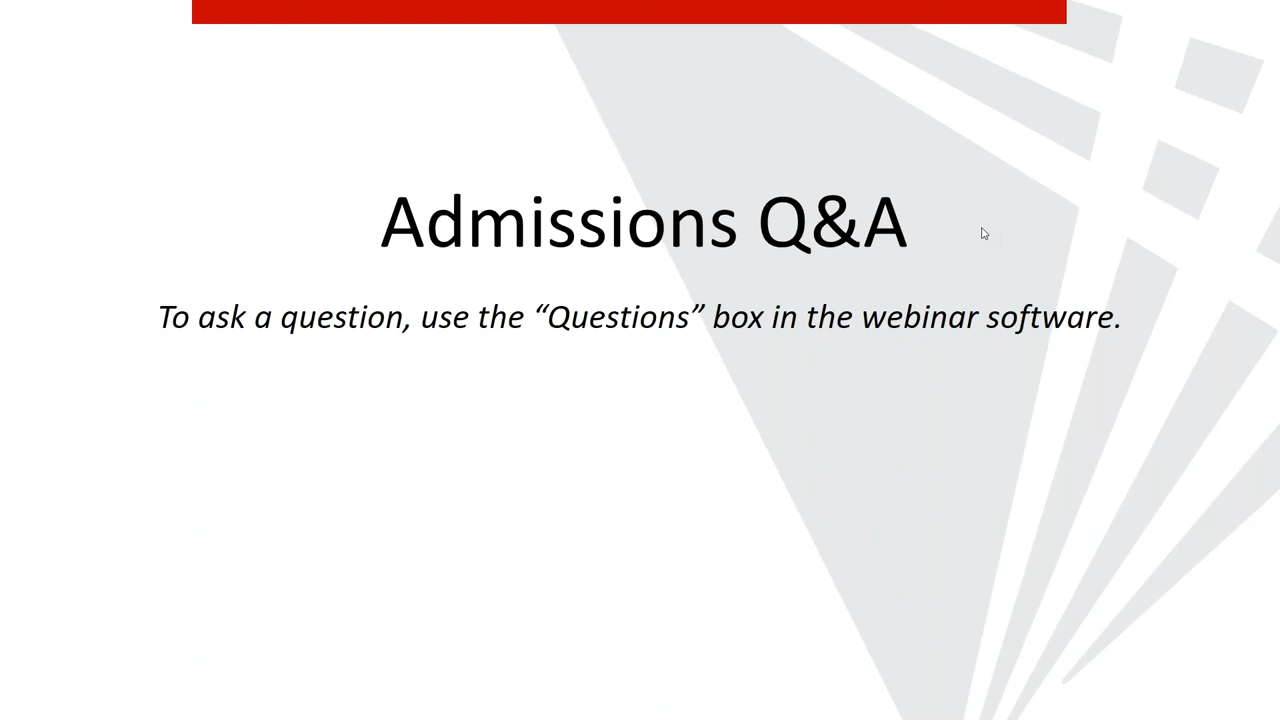 Admissions Q&A
To ask a question, use the “Questions” box in the webinar software.